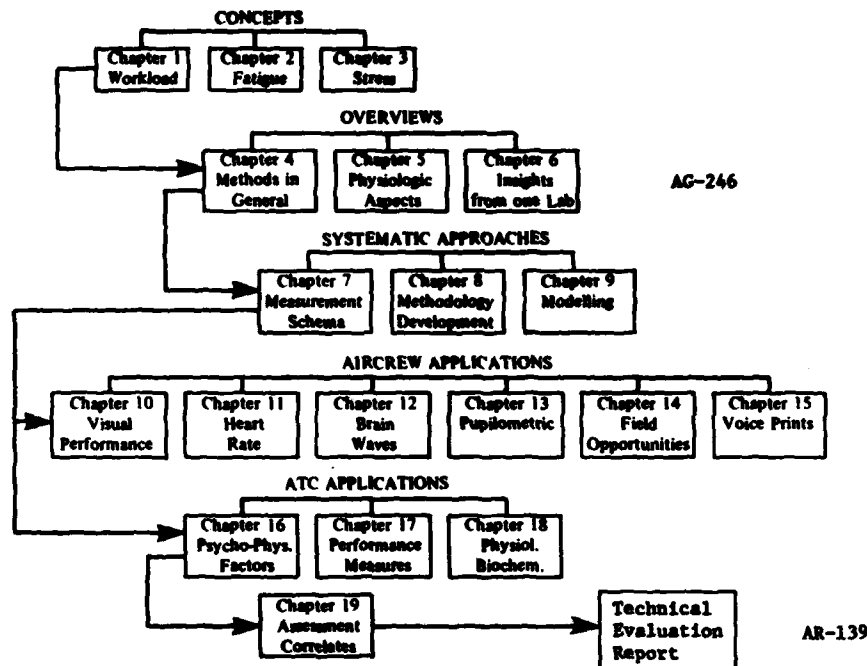 CONCEPTS
Chapter 1
Workload
Chapter 2
Fatigue
Chapter 3
Stress
OVERVIEWS
Chapter 4
Methods in
General
Chapter 5
Physiologic
Aspects
Chapter 6
Insights
from one Lab
AG-246
SYSTEMATIC APPROACHES
Chapter 7
Measurement
Schema
Chapter 8
Methodology
Development
Chapter 9
Modelling
AIRCREW APPLICATIONS
Chapter 10
Visual
Performance
Chapter 11
Heart
Rate
Chapter 12
Brain
Waves
Chapter 13
Pupilometric
Chapter 14
Field
Opportunities
Chapter 15
Voice Prints
ATC APPLICATIONS
Chapter 16
Psycho-Phys.
Factors
Chapter 17
Performance
Measures
Chapter 18
Physiol.
Biochem.
Chapter 19
Assessment
Correlates
Technical
Evaluation
Report
AR-139